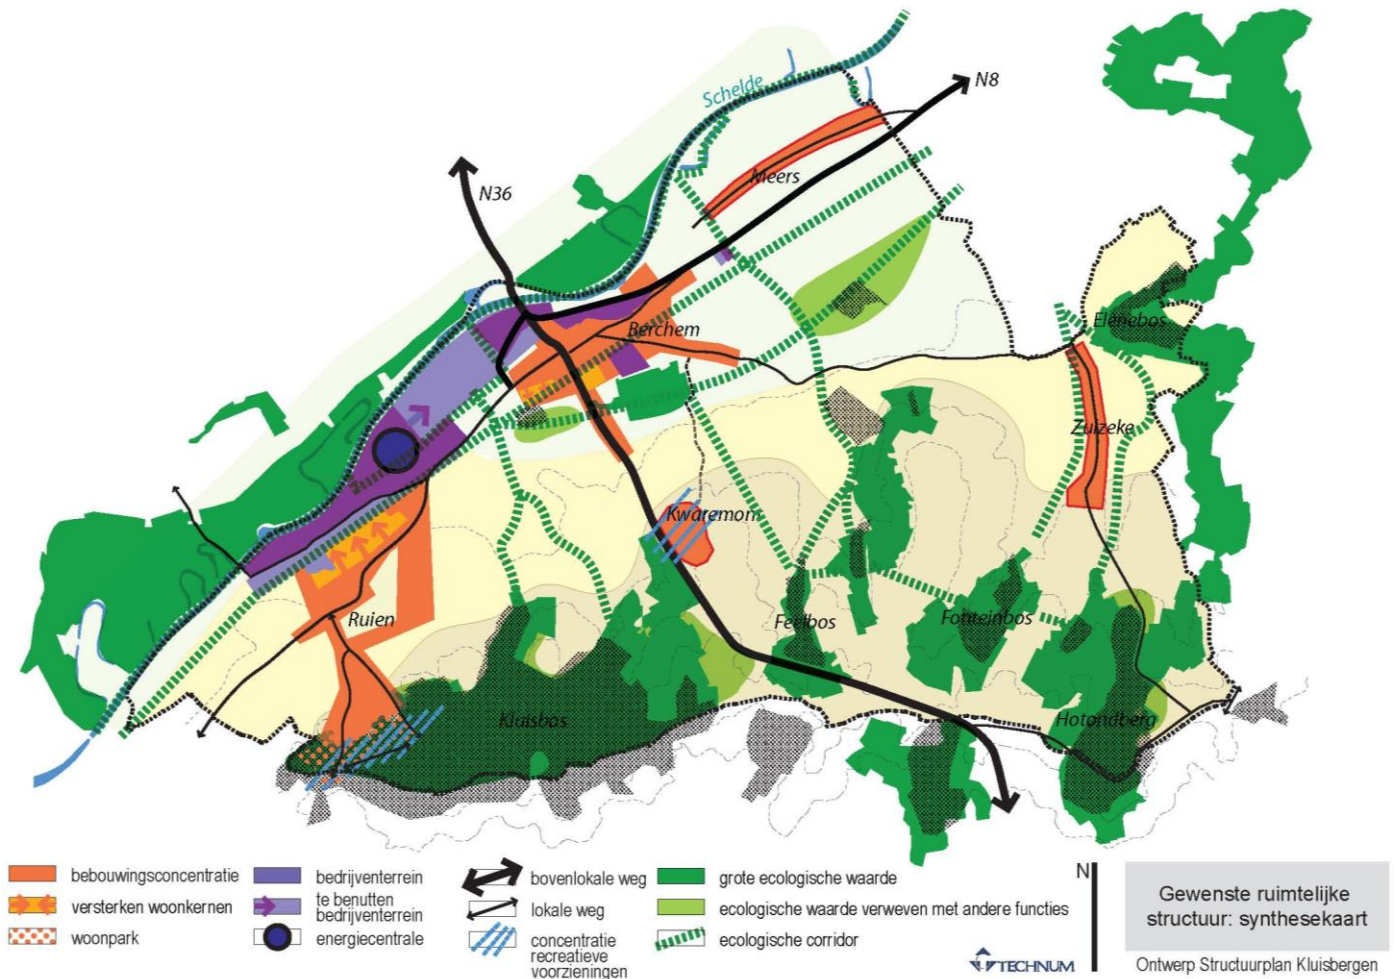 Schelde
N8
N36
Meers
Berchem
Elenebos
Zulzeke
Kwaremont
Ruien
Feelbos
Fonteinbos
Kluisbos
Hotondberg
bebouwingsconcentratie
versterken woonkernen
woonpark
bedrijventerrein
te benutten
bedrijventerrein
energiecentrale
bovenlokale weg
lokale weg
concentratie
recreatieve
voorzieningen
grote ecologische waarde
ecologische waarde verweven met andere functies
ecologische corridor
N
TECHNUM
Gewenste ruimtelijke
structuur: synthesekaart
Ontwerp Structuurplan Kluisbergen